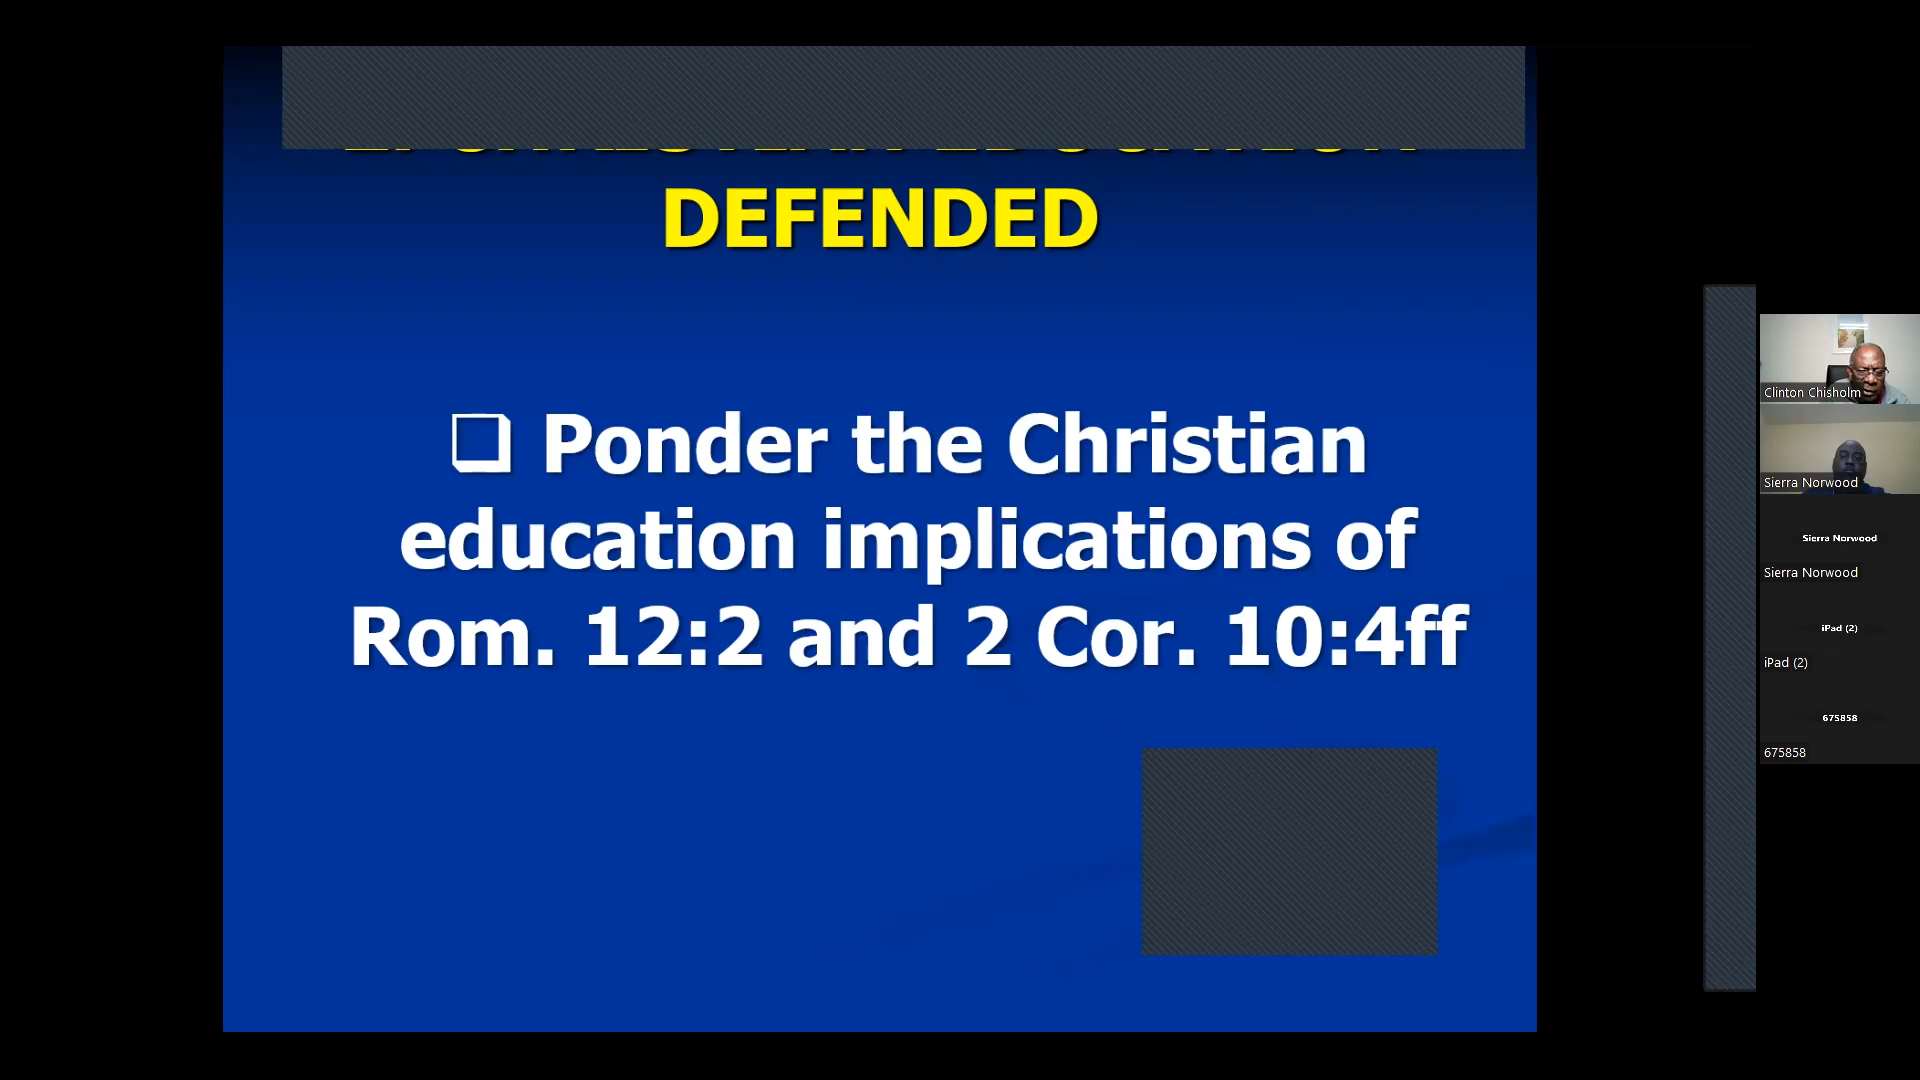 DEFENDED
❑ Ponder the Christian
education implications of
Rom. 12:2 and 2 Cor. 10:4ff
Clinton Chisholm
Sierra Norwood
Sierra Norwood
Sierra Norwood
iPad (2)
iPad (2)
675858
675858